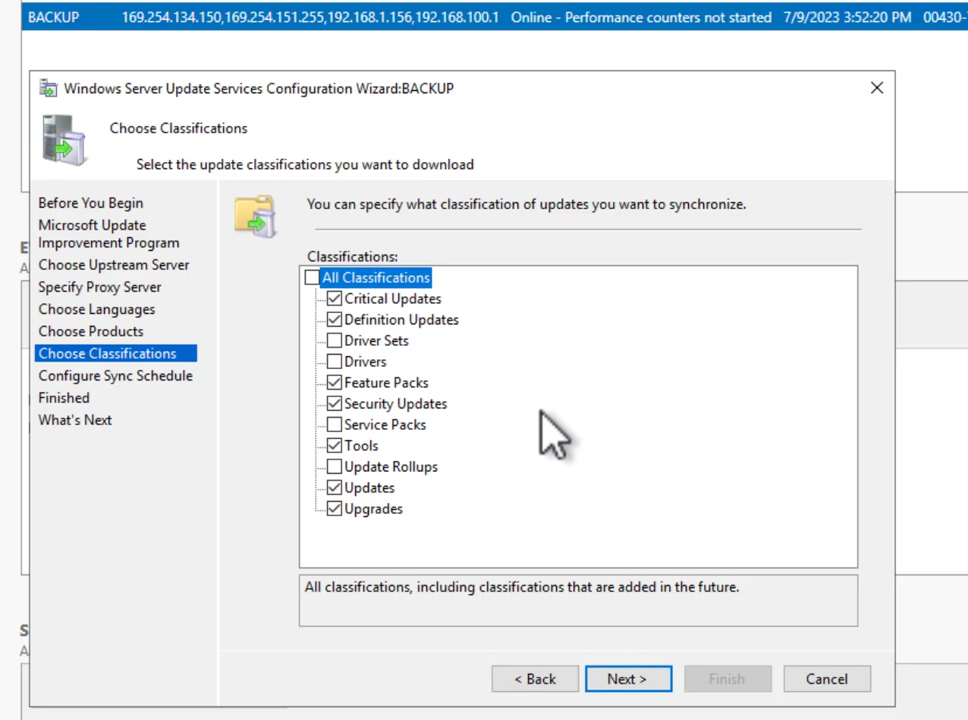 BACKUP 169.254.134.150,169.254.151.255,192.168.1.156,192.168.100.1 Online - Performance counters not started 7/9/2023 3:52:20 PM 00430-
Windows Server Update Services Configuration Wizard:BACKUP
Choose Classifications
Select the update classifications you want to download
Before You Begin
Microsoft Update
Improvement Program
Choose Upstream Server
Specify Proxy Server
Choose Languages
Choose Products
Choose Classifications
Configure Sync Schedule
Finished
What's Next
You can specify what classification of updates you want to synchronize.
Classifications:
All Classifications
Critical Updates
Definition Updates
Driver Sets
Drivers
Feature Packs
Security Updates
Service Packs
Tools
Update Rollups
Updates
Upgrades
All classifications, including classifications that are added in the future.
< Back
Next >
Finish
Cancel